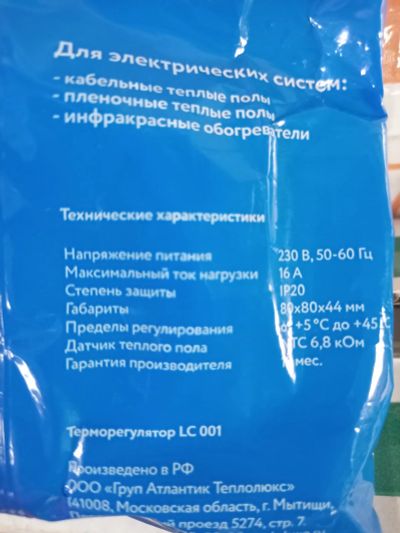 Для электрических систем:
- кабельные теплые полы
- пленочные теплые полы
- инфракрасные обогреватели
Технические характеристики
Напряжение питания 230 В, 50-60 Гц
Максимальный ток нагрузки 16 А
Степень защиты IP20
Габариты 80x80x44 мм
Пределы регулирования +5 °C до +45°C
Датчик теплого пола 6,8 кОм
Гарантия производителя мес.
Терморегулятор LC 001
Произведено в РФ
ООО «Груп Атлантик Теплолюкс»
141008, Московская область, г. Мытищи,
проезд 5274, стр. 7.